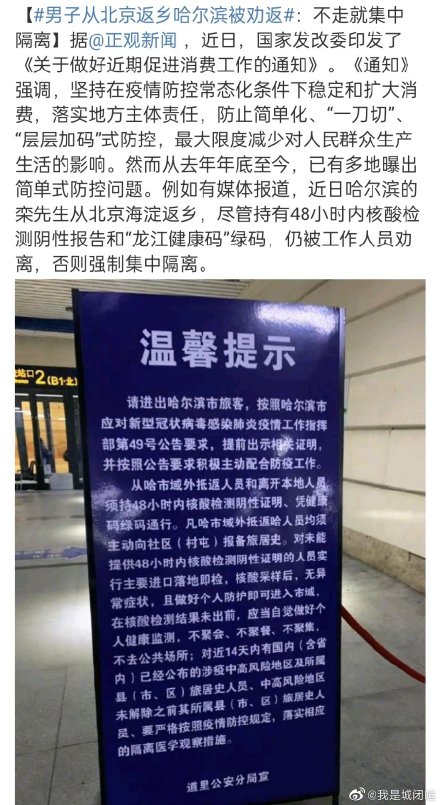 【#男子从北京返乡哈尔滨被劝返#：不走就集中
隔离】据@正观新闻 ，近日，国家发改委印发了
《关于做好近期促进消费工作的通知》。《通知》
强调，坚持在疫情防控常态化条件下稳定和扩大消
费，落实地方主体责任，防止简单化、“一刀切”、
“层层加码”式防控，最大限度减少对人民群众生产
生活的影响。然而从去年年底至今，已有多地曝出
简单式防控问题。例如有媒体报道，近日哈尔滨的
栾先生从北京海淀返乡，尽管持有48小时内核酸检
测阴性报告和“龙江健康码”绿码，仍被工作人员劝
离，否则强制集中隔离。
站口2（B1·北
温馨提示
请进出哈尔滨市旅客，按照哈尔滨市
应对新型冠状病毒感染肺炎疫情工作指挥
部第49号公告要求，提前出示相关证明，
并按照公告要求积极主动配合防疫工作。
从哈市域外抵返人员和离开本地人员
须持48小时内核酸检测阴性证明、凭健康
码绿码通行。凡哈市域外抵返哈人员均须
主动向社区（村屯）报备旅居史。对未能
提供48小时内核酸检测阴性证明的人员实
行主要进口落地即检，核酸采样后，无异
常症状，且做好个人防护即可进入市域，
在核酸检测结果未出前，应当自觉做好个
人健康监测，不聚会、不聚餐、不聚集，
不去公共场所；对近14天内有国内（含省
内）已经公布的涉疫中高风险地区及所属
县（市、区）旅居史人员、中高风险地区
未解除之前其所属县（市、区）旅居史人
员、要严格按照疫情防控规定，落实相应
的隔离医学观察措施。
道里公安分局宣
@我是城闭